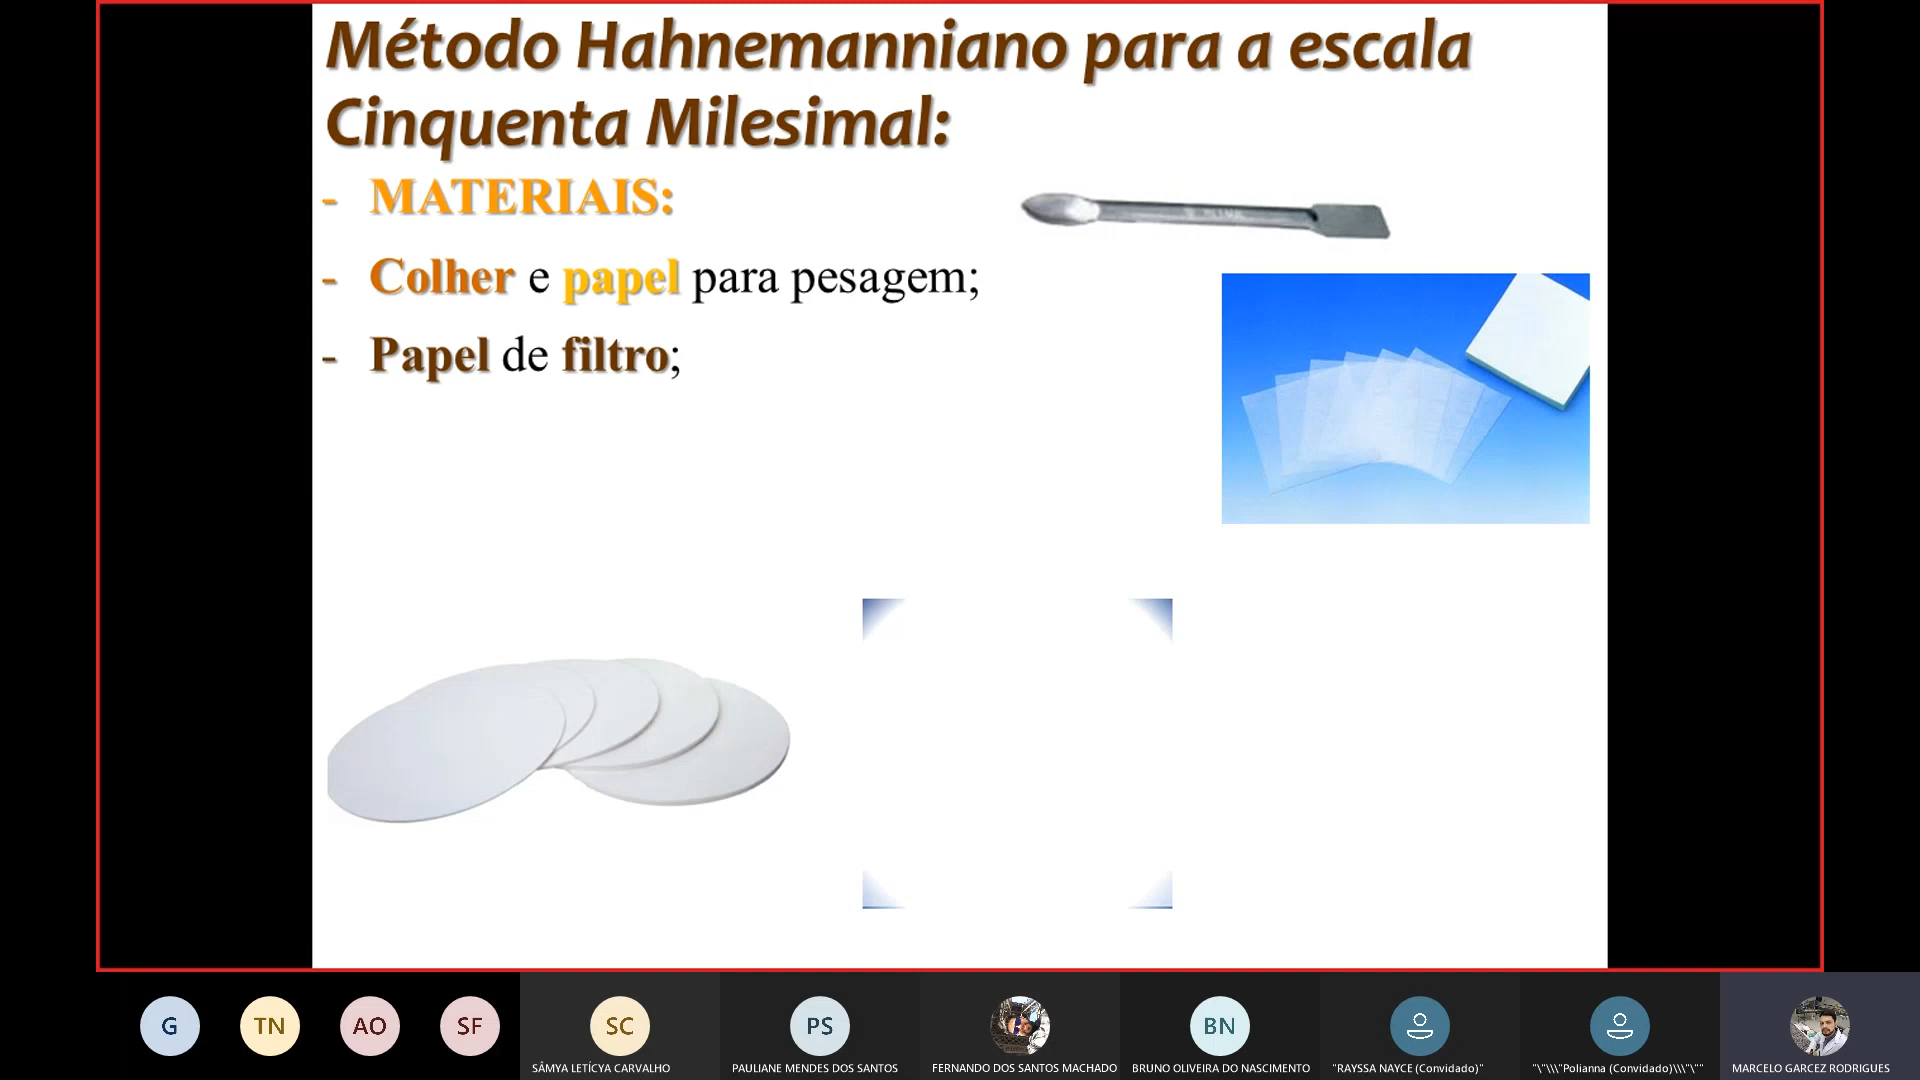 Método Hahnemanniano para a escala
Cinquenta Milesimal:
- MATERIAIS:
- Colher e papel para pesagem;
- Papel de filtro;
G
TN
AO
SF
SC
PS
BN
SÂMYA LETÍCYA CARVALHO
PAULIANE MENDES DOS SANTOS
FERNANDO DOS SANTOS MACHADO
BRUNO OLIVEIRA DO NASCIMENTO
"RAYSSA NAYCE (Convidado)"
"\"\\\"Polianna (Convidado)\\\"\""
MARCELO GARCEZ RODRIGUES